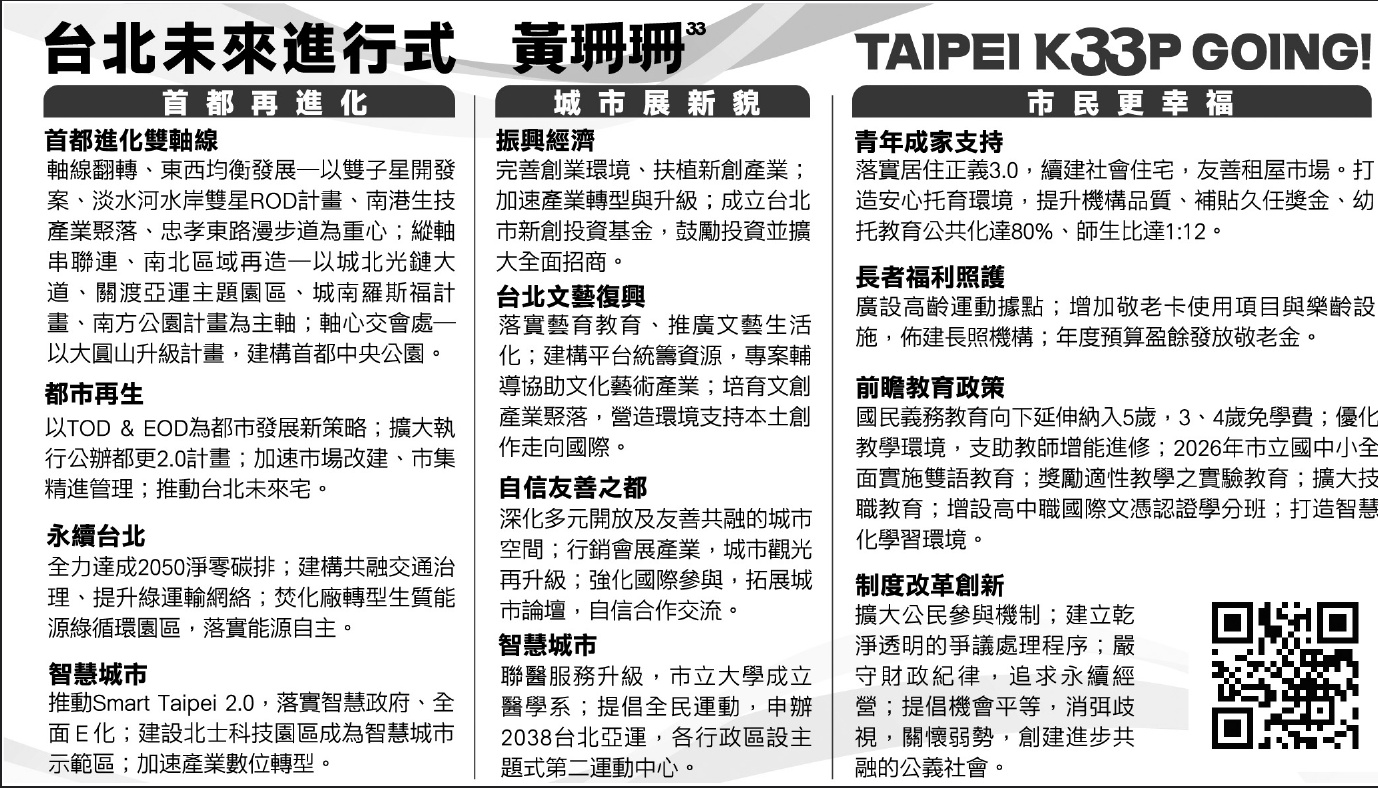 台北未來進行式 黃珊珊33 TAIPEI K33P GOING!
首都再進化
首都進化雙軸線
軸線翻轉、東西均衡發展─以雙子星開發
案、淡水河水岸雙星ROD計畫、南港生技
產業聚落、忠孝東路漫步道為重心；縱軸
串聯連、南北區域再造─以城北光鏈大
道、關渡亞運主題園區、城南羅斯福計
畫、南方公園計畫為主軸；軸心交會處─
以大圓山升級計畫，建構首都中央公園。
都市再生
以TOD & EOD為都市發展新策略；擴大執
行公辦都更2.0計畫；加速市場改建、市集
精進管理；推動台北未來宅。
永續台北
全力達成2050淨零碳排；建構共融交通治
理、提升綠運輸網絡；焚化廠轉型生質能
源綠循環園區，落實能源自主。
智慧城市
推動Smart Taipei 2.0，落實智慧政府、全
面E化；建設北士科技園區成為智慧城市
示範區；加速產業數位轉型。
城市展新貌
振興經濟
完善創業環境、扶植新創產業；
加速產業轉型與升級；成立台北
市新創投資基金，鼓勵投資並擴
大全面招商。
台北文藝復興
落實藝育教育、推廣文藝生活
化；建構平台統籌資源，專案輔
導協助文化藝術產業；培育文創
產業聚落，營造環境支持本土創
作走向國際。
自信友善之都
深化多元開放及友善共融的城市
空間；行銷會展產業，城市觀光
再升級；強化國際參與，拓展城
市論壇，自信合作交流。
智慧城市
聯醫服務升級，市立大學成立
醫學系；提倡全民運動，申辦
2038台北亞運，各行政區設主
題式第二運動中心。
市民更幸福
青年成家支持
落實居住正義3.0，續建社會住宅，友善租屋市場。打
造安心托育環境，提升機構品質、補貼久任獎金、幼
托教育公共化達80%、師生比達1:12。
長者福利照護
廣設高齡運動據點；增加敬老卡使用項目與樂齡設
施，佈建長照機構；年度預算盈餘發放敬老金。
前瞻教育政策
國民義務教育向下延伸納入5歲，3、4歲免學費；優化
教學環境，支助教師增能進修；2026年市立國中小全
面實施雙語教育；獎勵適性教學之實驗教育；擴大技
職教育；增設高中職國際文憑認證學分班；打造智慧
化學習環境。
制度改革創新
擴大公民參與機制；建立乾
淨透明的爭議處理程序；嚴
守財政紀律，追求永續經
營；提倡機會平等，消弭歧
視，關懷弱勢，創建進步共
融的公義社會。